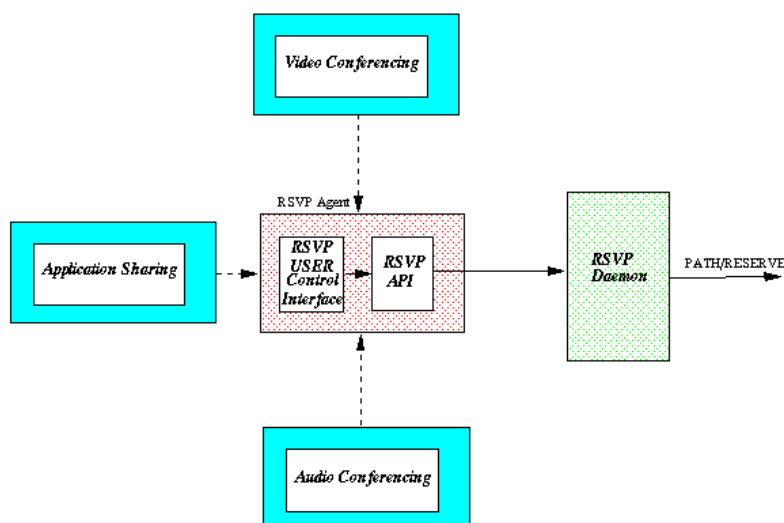 Video Conferencing
RSVP Agent
Application Sharing
RSVP
USER
Control
Interface
RSVP
API
RSVP
Daemon
PATH/RESERVE
Audio Conferencing